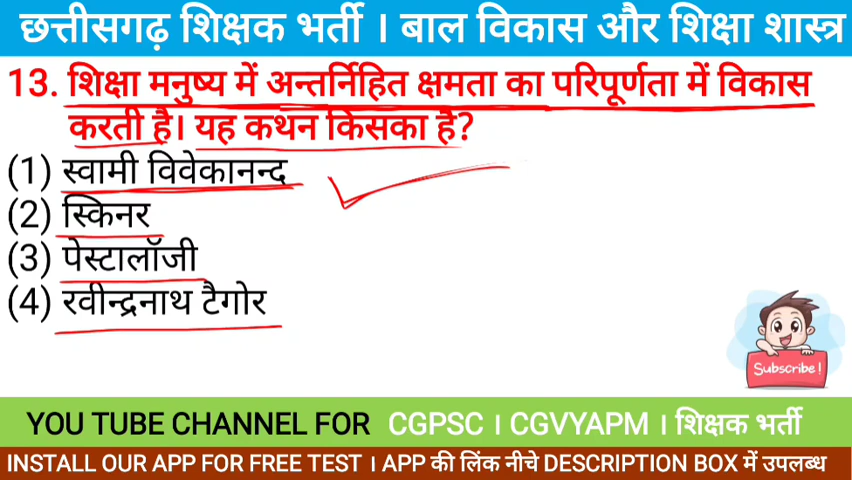 छत्तीसगढ़ शिक्षक भर्ती । बाल विकास और शिक्षा शास्त्र
13. शिक्षा मनुष्य में अन्तर्निहित क्षमता का परिपूर्णता में विकास
करती है। यह कथन किसका है?
(1) स्वामी विवेकानन्द
(2) स्किनर
(3) पेस्टालॉजी
(4) रवीन्द्रनाथ टैगोर
Subscribe!
YOU TUBE CHANNEL FOR CGPSC । CGVYAPM । शिक्षक भर्ती
INSTALL OUR APP FOR FREE TEST । APP की लिंक नीचे DESCRIPTION BOX में उपलब्ध